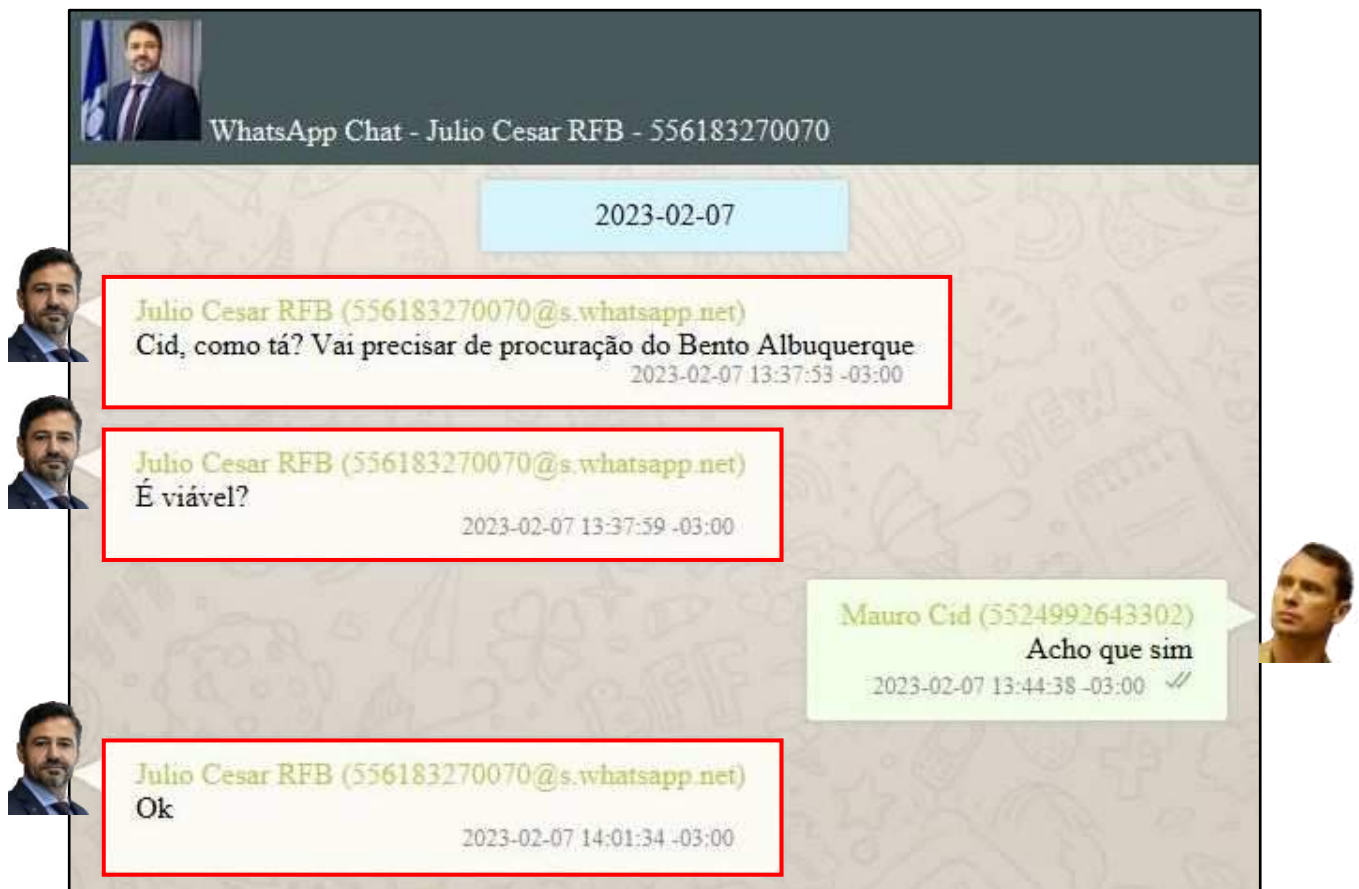 WhatsApp Chat - Julio Cesar RFB - 556183270070
2023-02-07
Julio Cesar RFB (556183270070@s.whatsapp.net)
Cid, como tá? Vai precisar de procuração do Bento Albuquerque
2023-02-07 13:37:53 -03:00
Julio Cesar RFB (556183270070@s.whatsapp.net)
É viável?
2023-02-07 13:37:59 -03:00
Mauro Cid (5524992643302)
Acho que sim
2023-02-07 13:44:38 -03:00
Julio Cesar RFB (556183270070@s.whatsapp.net)
Ok
2023-02-07 14:01:34 -03:00